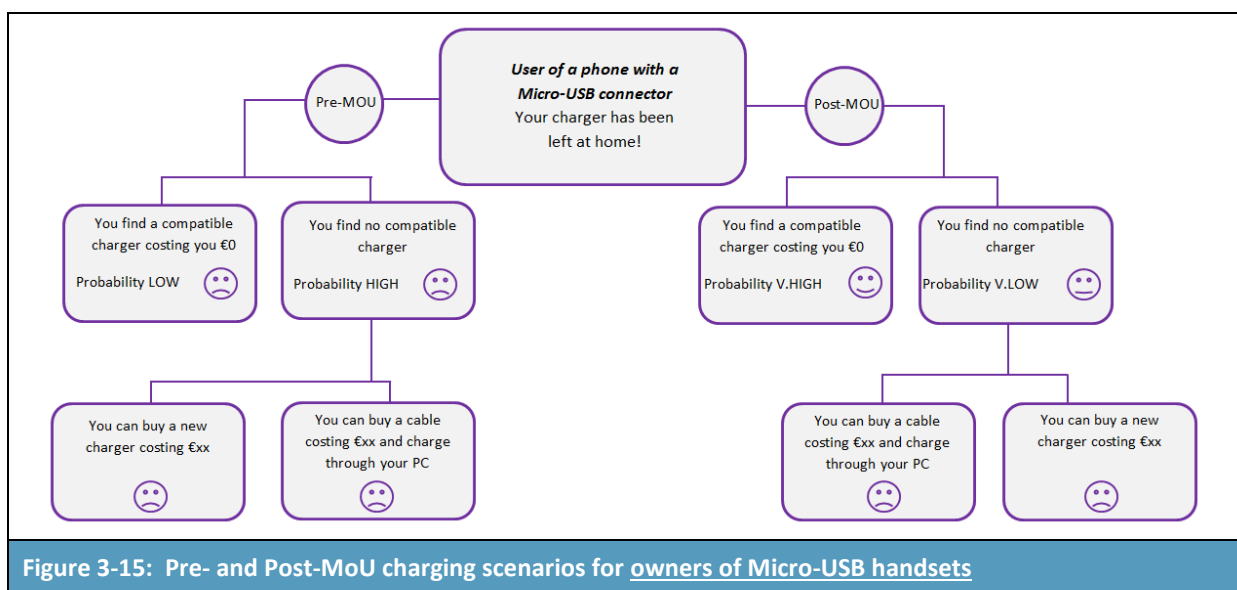 User of a phone with a
Micro-USB connector
Your charger has been
left at home!
Pre-MOU
Post-MOU
You find a compatible
charger costing you €0
Probability LOW
You find no compatible
charger
Probability HIGH
You find a compatible
charger costing you €0
Probability V.HIGH
You find no compatible
charger
Probability V.LOW
You can buy a new
charger costing €xx
You can buy a cable
costing €xx and charge
through your PC
You can buy a cable
costing €xx and charge
through your PC
You can buy a new
charger costing €xx
Figure 3-15: Pre- and Post-MoU charging scenarios for owners of Micro-USB handsets